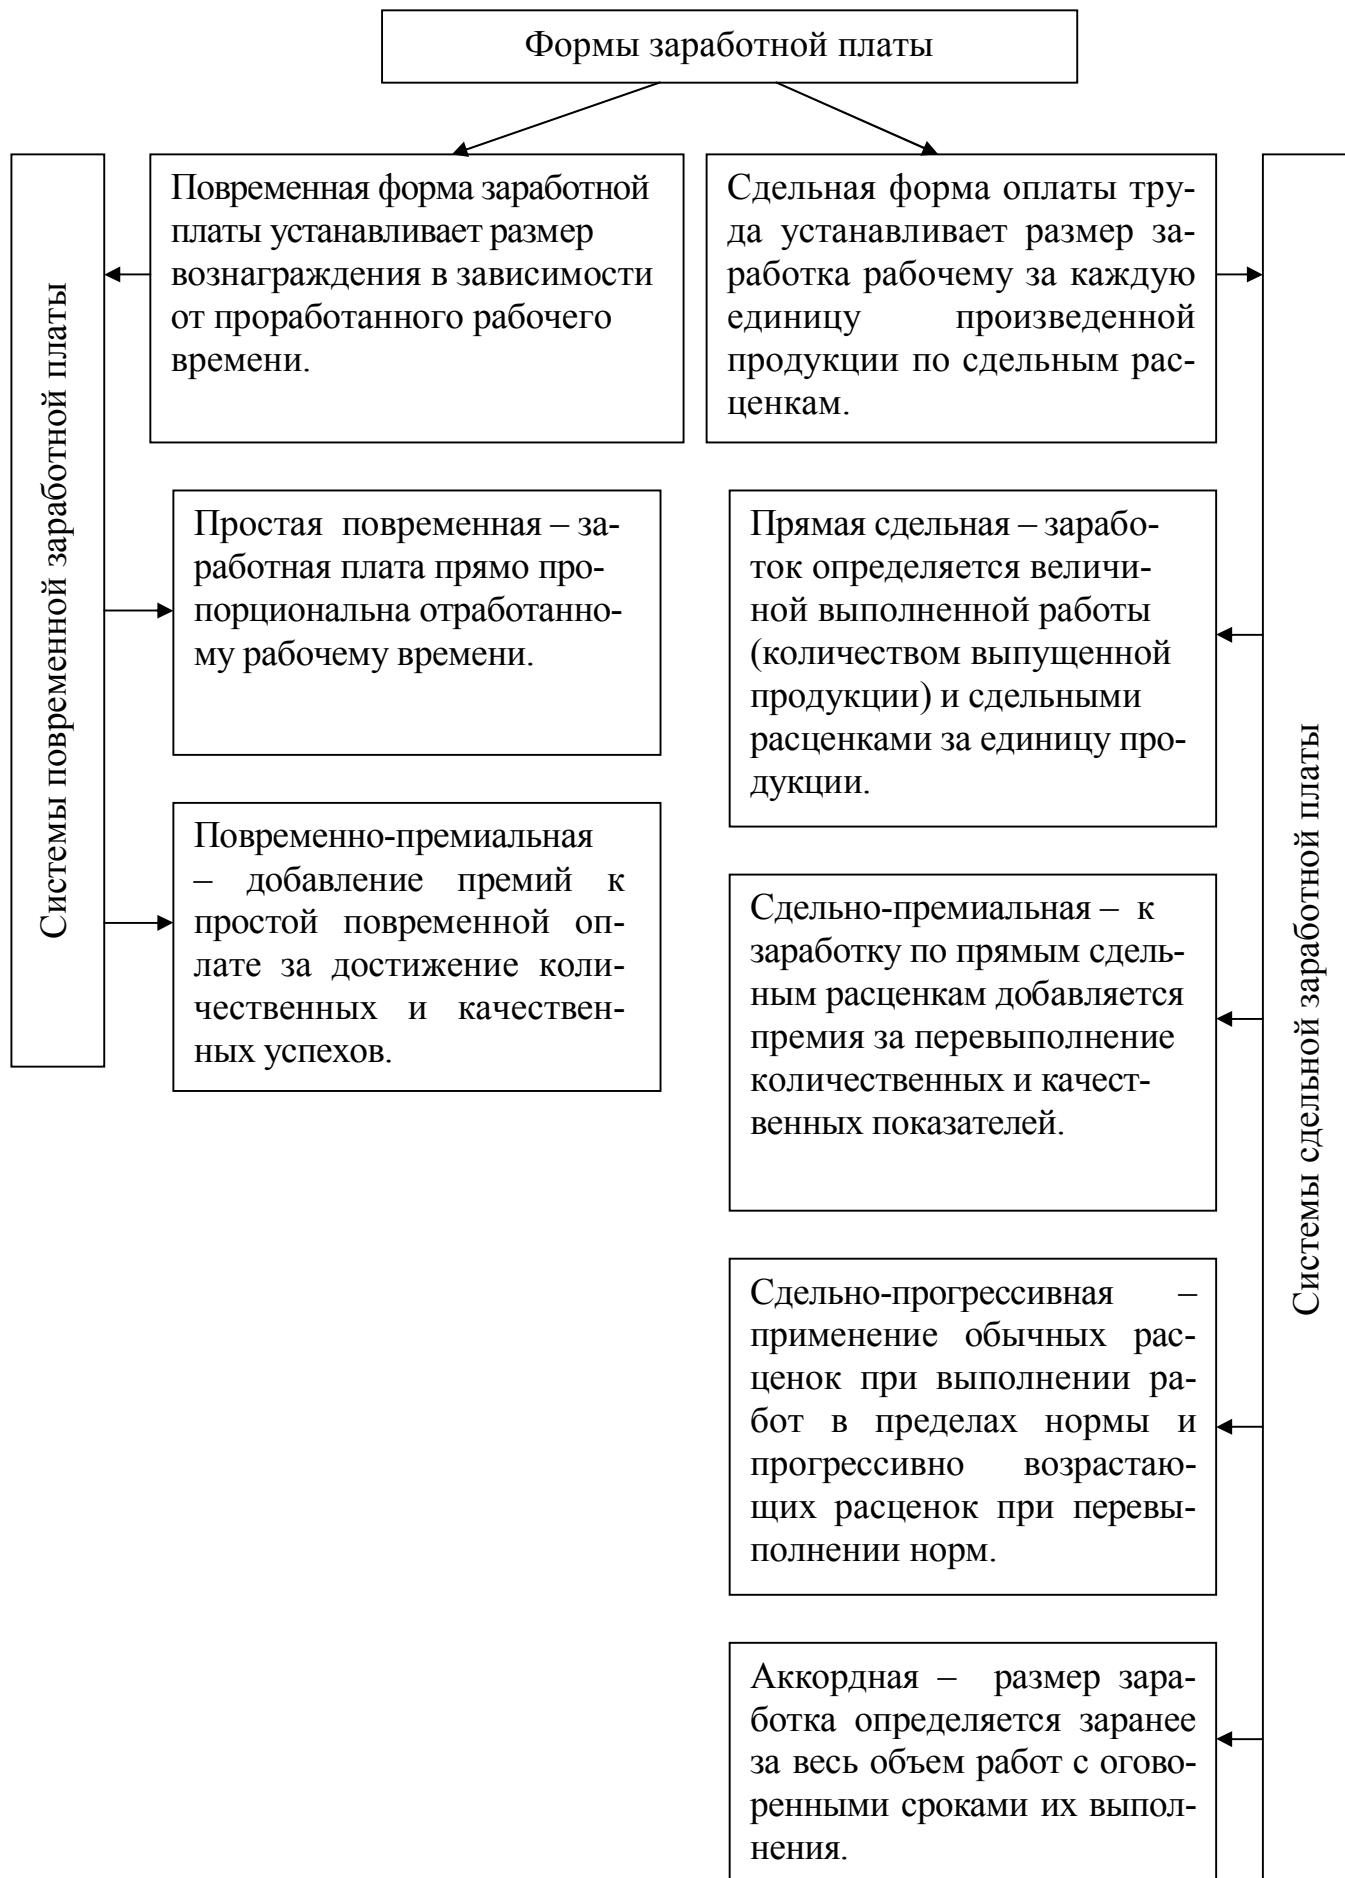 Формы заработной платы
Системы повременной заработной платы
Повременная форма заработной
платы устанавливает размер
вознаграждения в зависимости
от проработанного рабочего
времени.
Простая повременная – за-
работная плата прямо про-
порциональна отработанно-
му рабочему времени.
Повременно-премиальная
– добавление премий к
простой повременной оп-
лате за достижение коли-
чественных и качествен-
ных успехов.
Сдельная форма оплаты тру-
да устанавливает размер за-
работка рабочему за каждую
единицу произведенной
продукции по сдельным рас-
ценкам.
Прямая сдельная – зарабо-
ток определяется величи-
ной выполненной работы
(количеством выпущенной
продукции) и сдельными
расценками за единицу про-
дукции.
Сдельно-премиальная – к
заработку по прямым сдель-
ным расценкам добавляется
премия за перевыполнение
количественных и качест-
венных показателей.
Сдельно-прогрессивная –
применение обычных рас-
ценок при выполнении ра-
бот в пределах нормы и
прогрессивно возрастаю-
щих расценок при перевы-
полнении норм.
Аккордная – размер зара-
ботка определяется заранее
за весь объем работ с огово-
ренными сроками их выпол-
нения.
Системы сдельной заработной платы